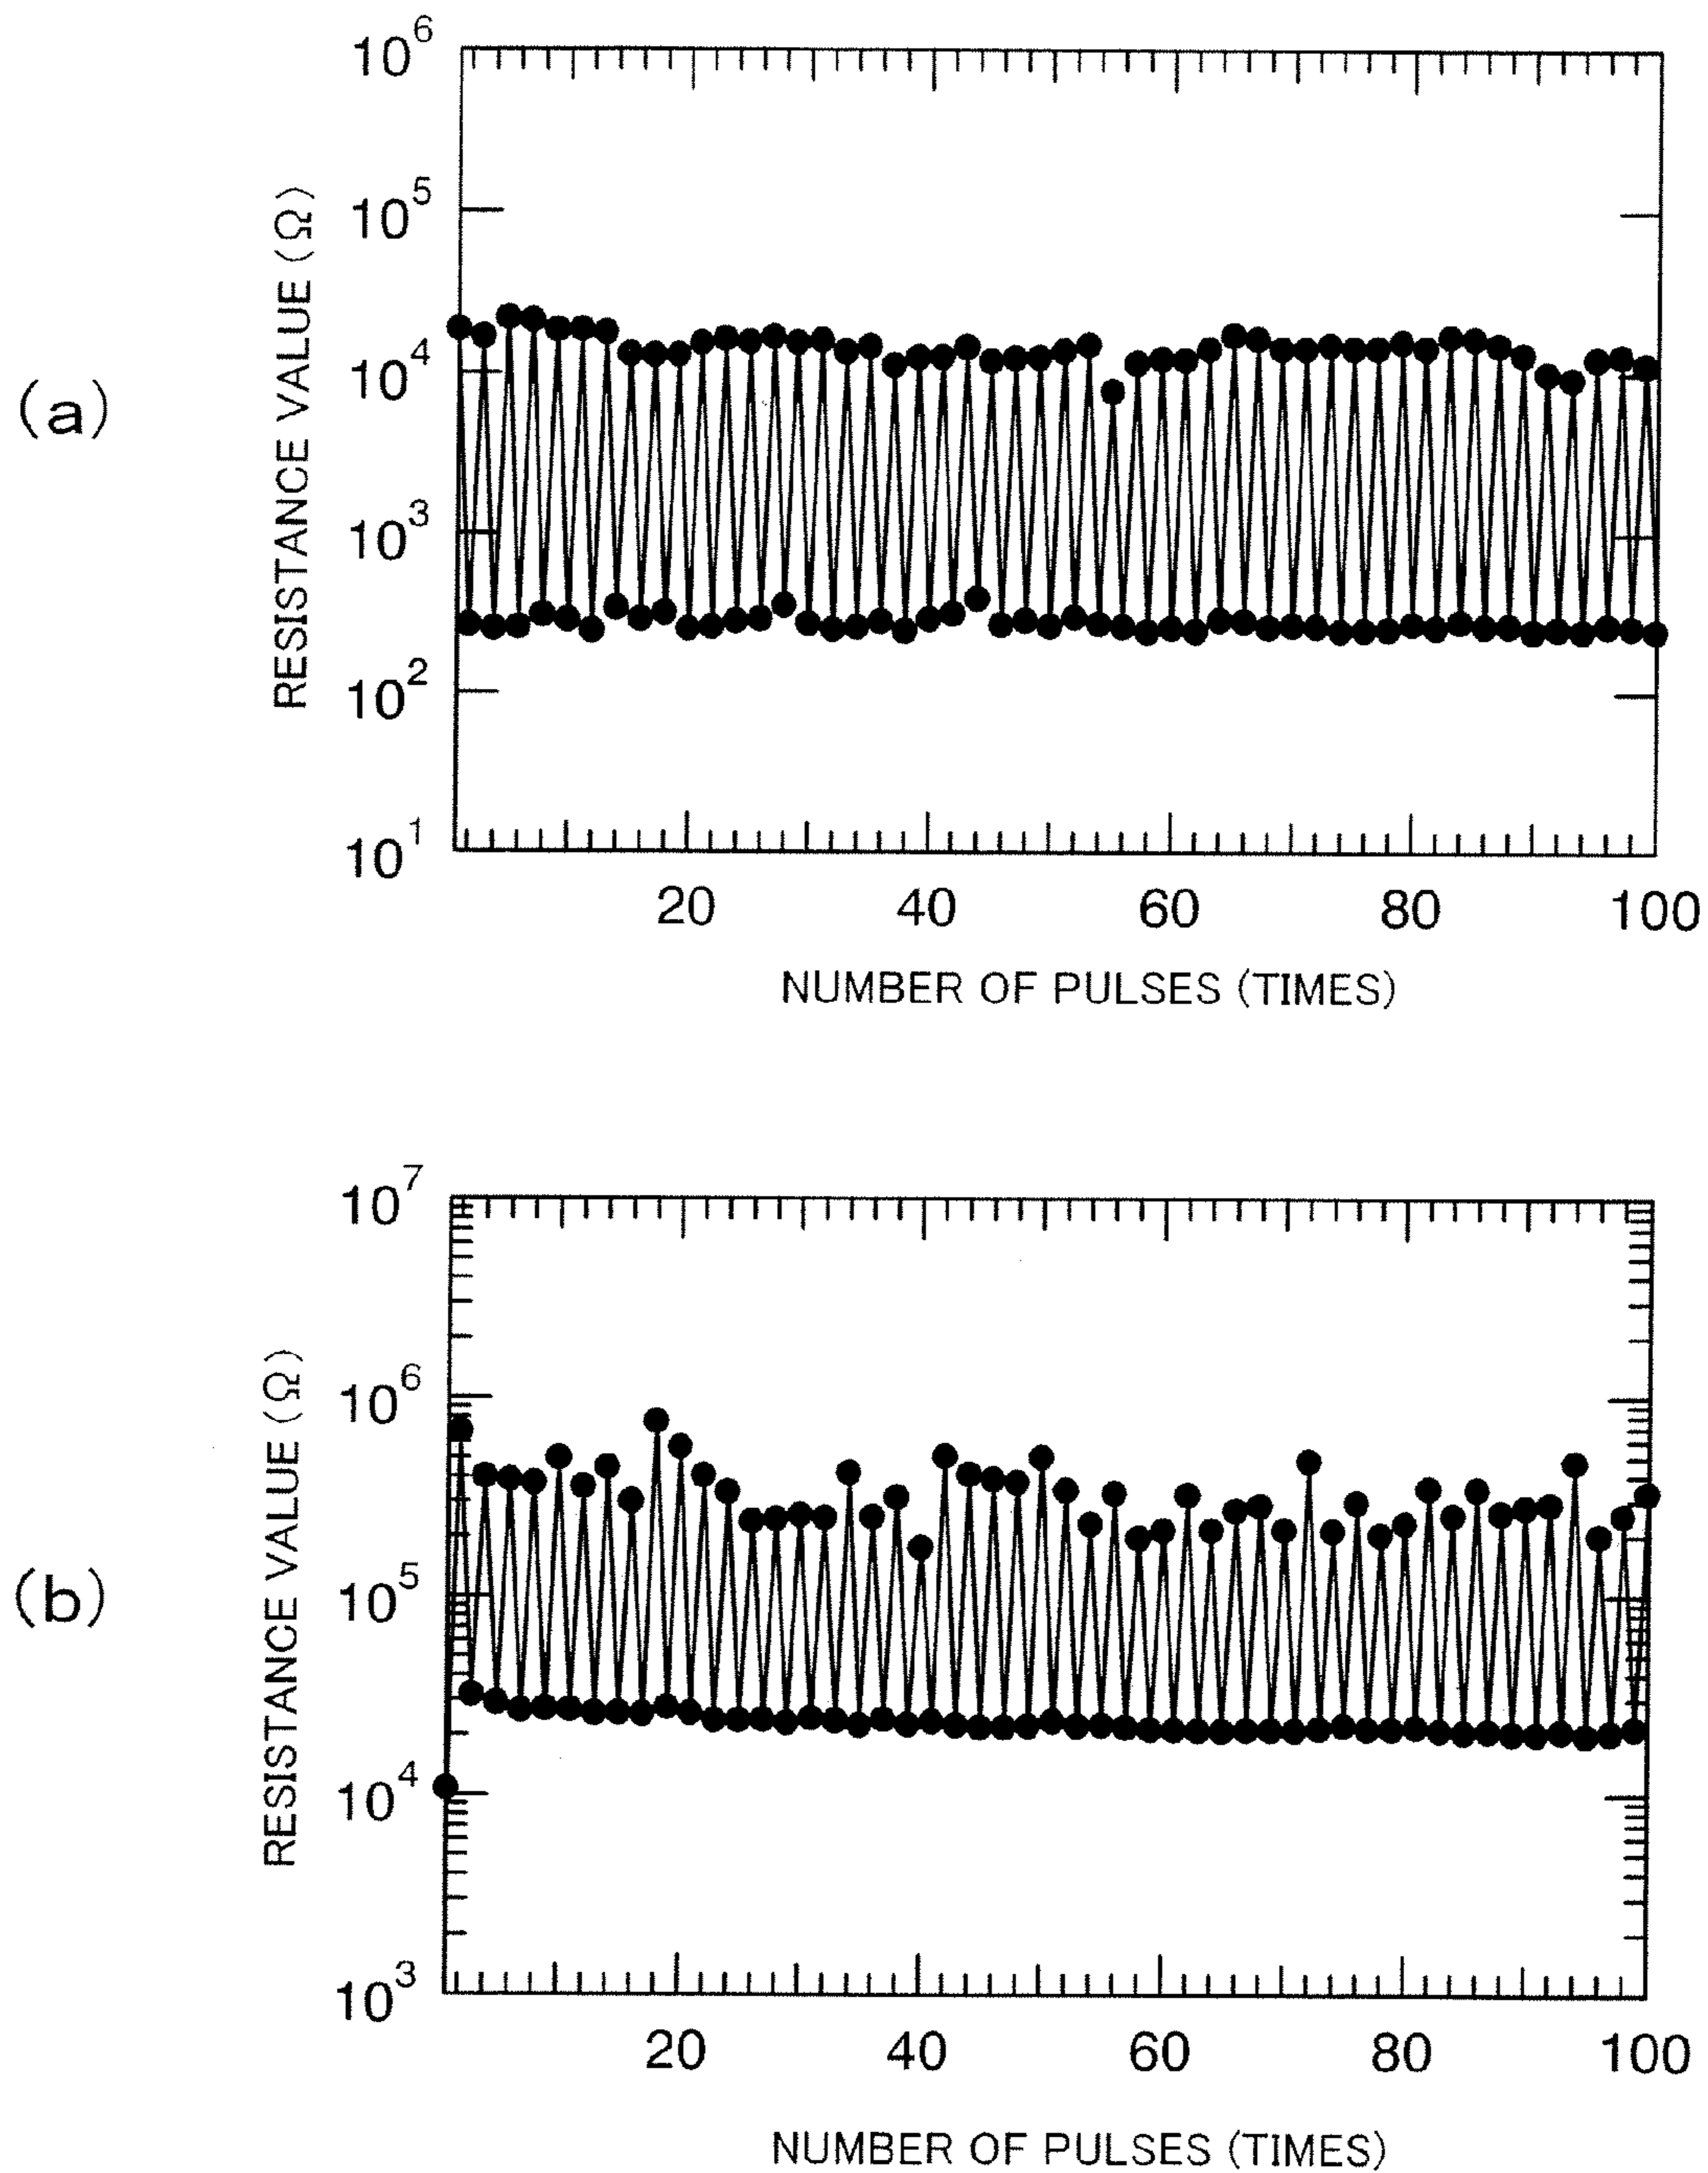 (a)
RESISTANCE VALUE (Ω)
10^6
10^5
10^4
10^3
10^2
10^1
20 40 60 80 100
NUMBER OF PULSES (TIMES)
(b)
RESISTANCE VALUE (Ω)
10^7
10^6
10^5
10^4
10^3
20 40 60 80 100
NUMBER OF PULSES (TIMES)